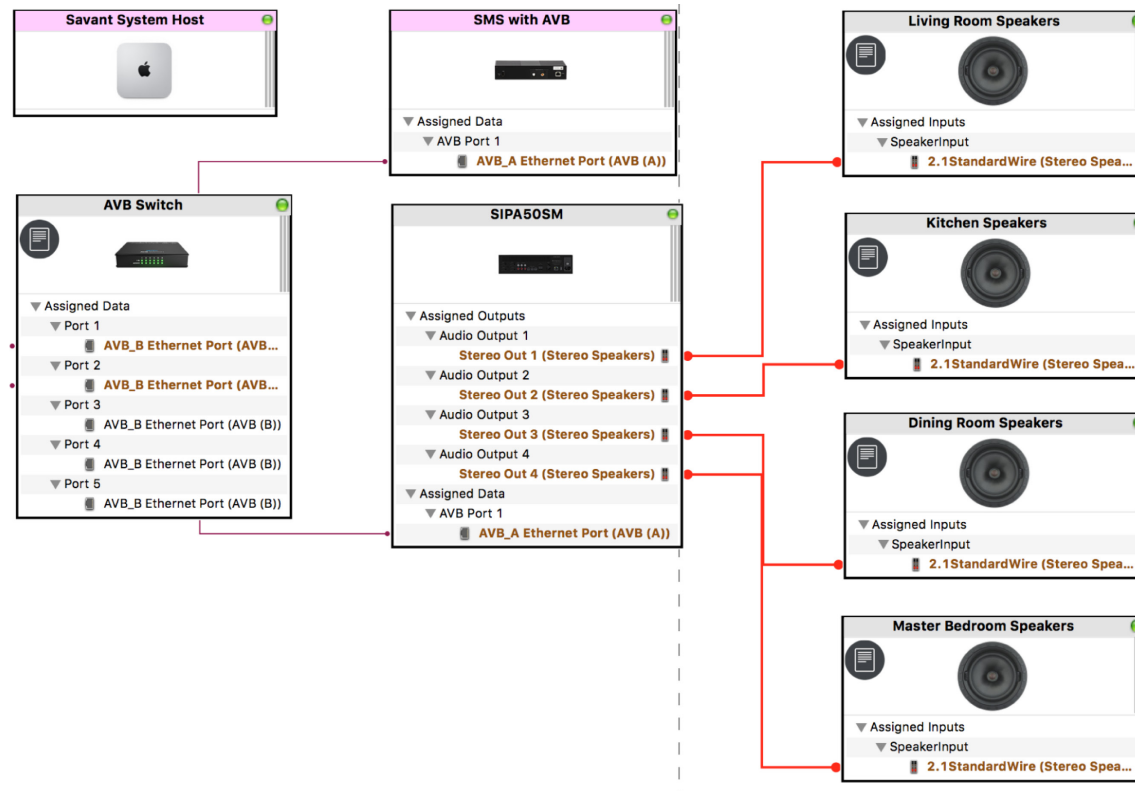 Savant System Host
SMS with AVB
Assigned Data
AVB Port 1
AVB_A Ethernet Port (AVB (A))
AVB Switch
Assigned Data
Port 1
AVB_B Ethernet Port (AVB...
Port 2
AVB_B Ethernet Port (AVB...
Port 3
AVB_B Ethernet Port (AVB (B))
Port 4
AVB_B Ethernet Port (AVB (B))
Port 5
AVB_B Ethernet Port (AVB (B))
SIPA50SM
Assigned Outputs
Audio Output 1
Stereo Out 1 (Stereo Speakers)
Audio Output 2
Stereo Out 2 (Stereo Speakers)
Audio Output 3
Stereo Out 3 (Stereo Speakers)
Audio Output 4
Stereo Out 4 (Stereo Speakers)
Assigned Data
AVB Port 1
AVB_A Ethernet Port (AVB (A))
Living Room Speakers
Assigned Inputs
SpeakerInput
2.1StandardWire (Stereo Spea...
Kitchen Speakers
Assigned Inputs
SpeakerInput
2.1StandardWire (Stereo Spea...
Dining Room Speakers
Assigned Inputs
SpeakerInput
2.1StandardWire (Stereo Spea...
Master Bedroom Speakers
Assigned Inputs
SpeakerInput
2.1StandardWire (Stereo Spea...